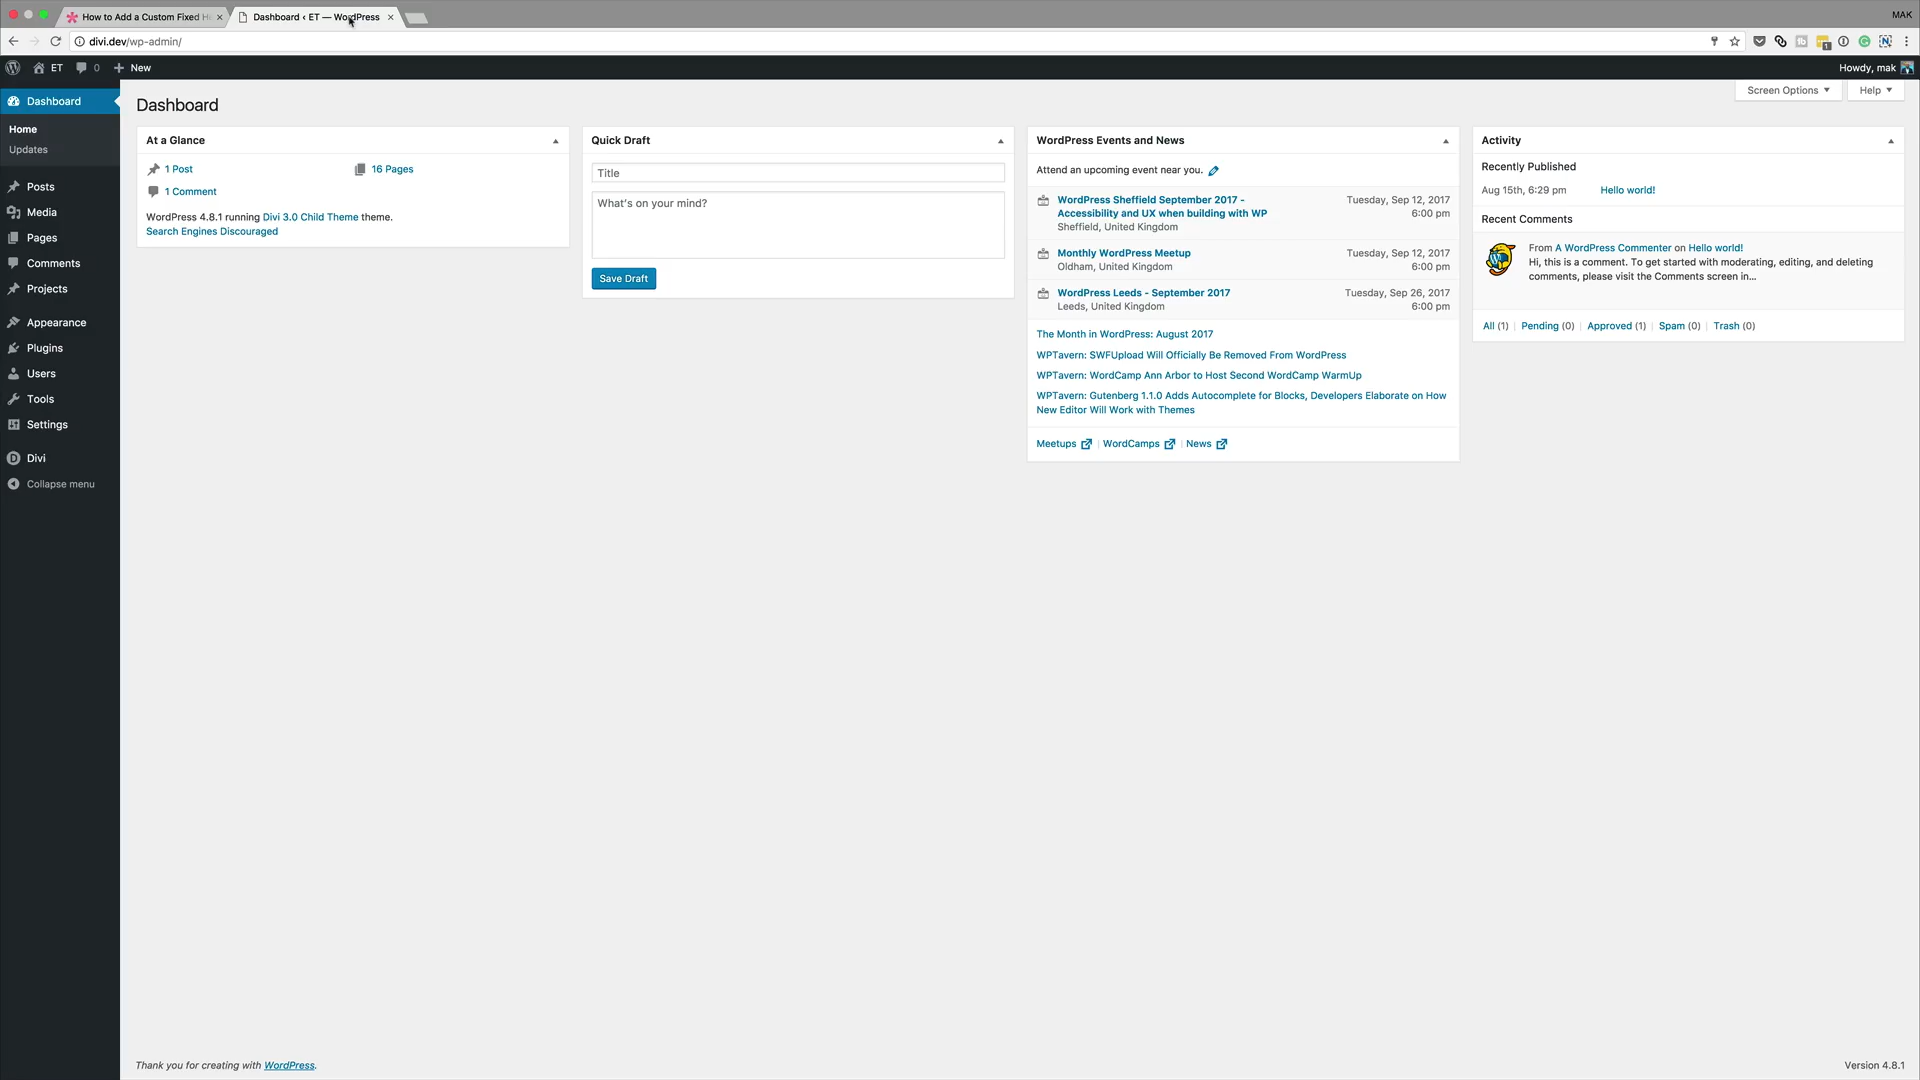 How to Add a Custom Fixed H
Dashboard ‹ ET — WordPress
MAK
divi.dev/wp-admin/
1
ET
0
New
Howdy, mak
Dashboard
Home
Updates
Posts
Media
Pages
Comments
Projects
Appearance
Plugins
Users
Tools
Settings
Divi
Collapse menu
Dashboard
Screen Options
Help
At a Glance
1 Post
16 Pages
1 Comment
WordPress 4.8.1 running Divi 3.0 Child Theme theme.
Search Engines Discouraged
Quick Draft
Title
What's on your mind?
Save Draft
WordPress Events and News
Attend an upcoming event near you.
WordPress Sheffield September 2017 -
Accessibility and UX when building with WP
Sheffield, United Kingdom
Tuesday, Sep 12, 2017
6:00 pm
Monthly WordPress Meetup
Oldham, United Kingdom
Tuesday, Sep 12, 2017
6:00 pm
WordPress Leeds - September 2017
Leeds, United Kingdom
Tuesday, Sep 26, 2017
6:00 pm
The Month in WordPress: August 2017
WPTavern: SWFUpload Will Officially Be Removed From WordPress
WPTavern: WordCamp Ann Arbor to Host Second WordCamp WarmUp
WPTavern: Gutenberg 1.1.0 Adds Autocomplete for Blocks, Developers Elaborate on How
New Editor Will Work with Themes
Meetups | WordCamps | News
Activity
Recently Published
Aug 15th, 6:29 pm Hello world!
Recent Comments
From A WordPress Commenter on Hello world!
Hi, this is a comment. To get started with moderating, editing, and deleting
comments, please visit the Comments screen in...
All (1) | Pending (0) | Approved (1) | Spam (0) | Trash (0)
Thank you for creating with WordPress.
Version 4.8.1